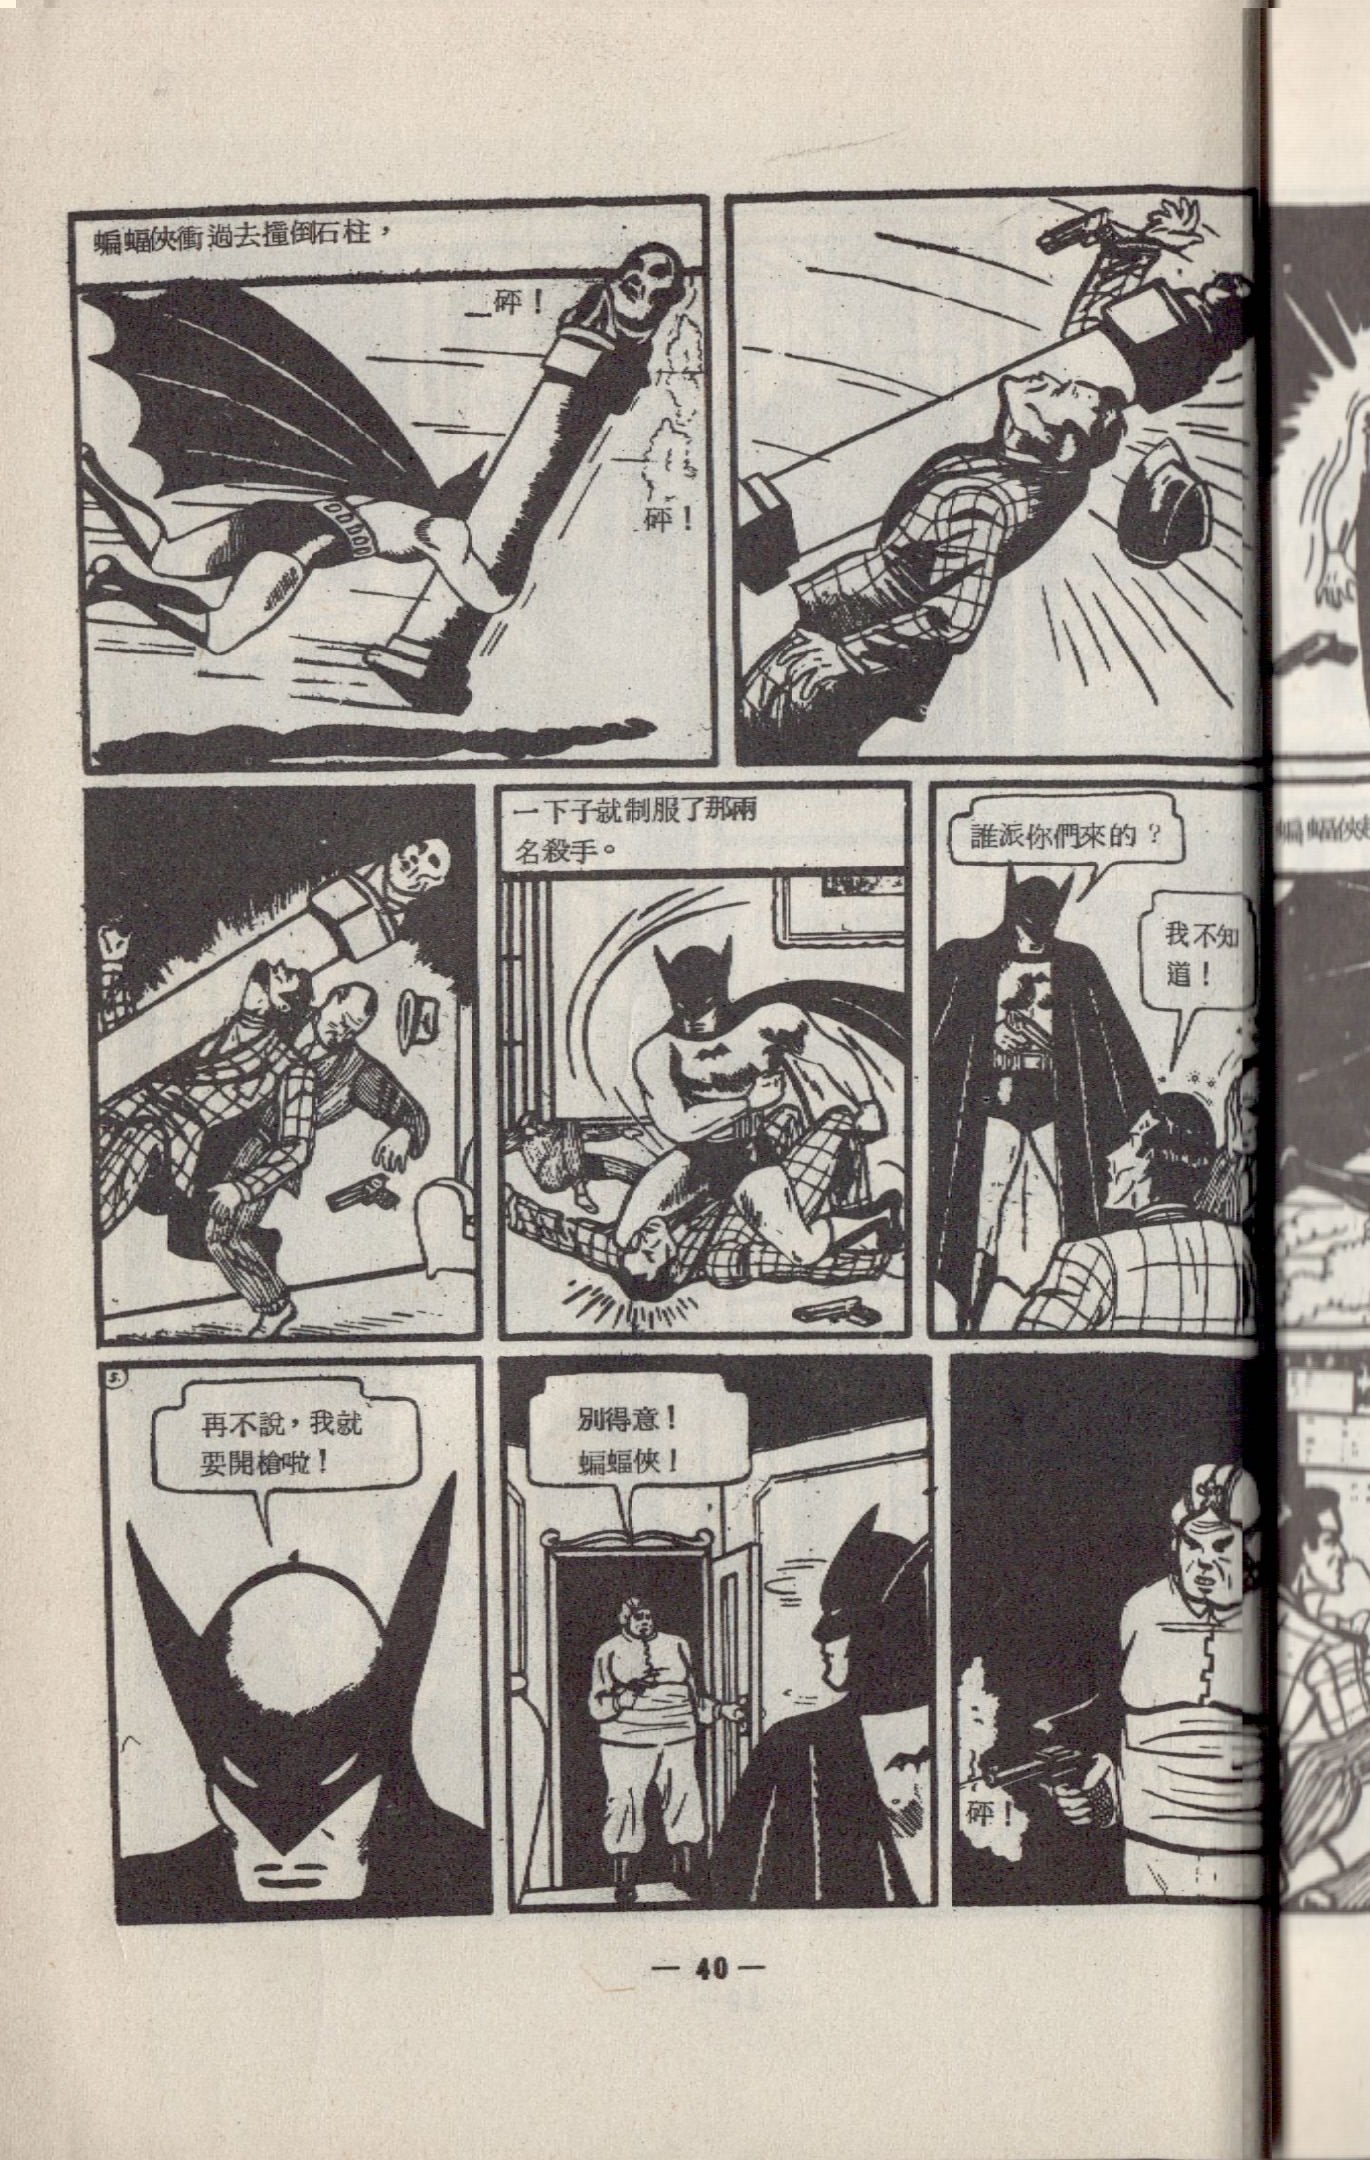 蝙蝠俠衝過去撞倒石柱，
砰！
砰！
一下子就制服了那兩
名殺手。
誰派你們來的？
我不知
道！
5.
再不說，我就
要開槍啦！
別得意！
蝙蝠俠！
砰！
— 40 —
蝙蝠俠